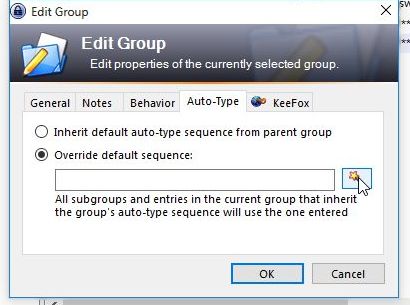 Edit Group
Edit Group
Edit properties of the currently selected group.
General Notes Behavior Auto-Type KeeFox
Inherit default auto-type sequence from parent group
Override default sequence:
All subgroups and entries in the current group that inherit
the group's auto-type sequence will use the one entered
OK Cancel